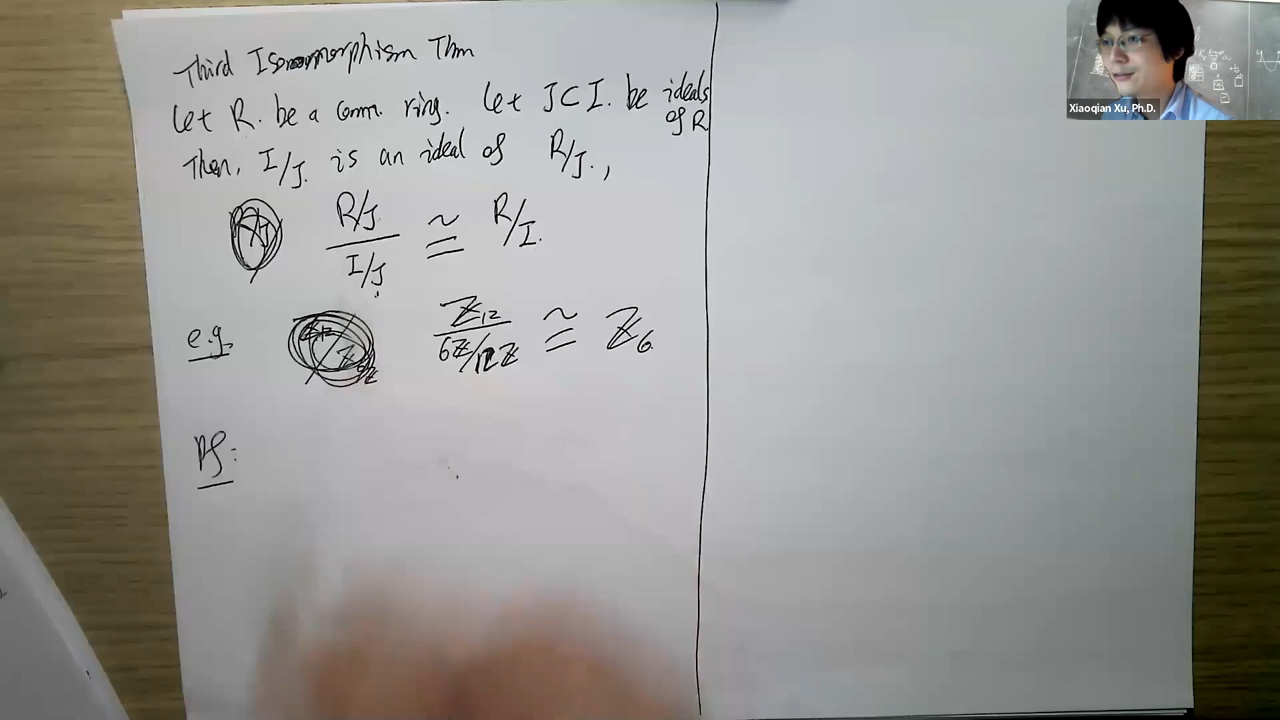 Third Isomorphism Thm
Let R. be a comm. ring. Let J⊂I. be ideals
of R
Then, I/J. is an ideal of R/J.,
R/J / I/J ≅ R/I.
e.g. Z₁₂ / 6Z/12Z ≅ Z₆
Pf:
Xiaoqian Xu, Ph.D.